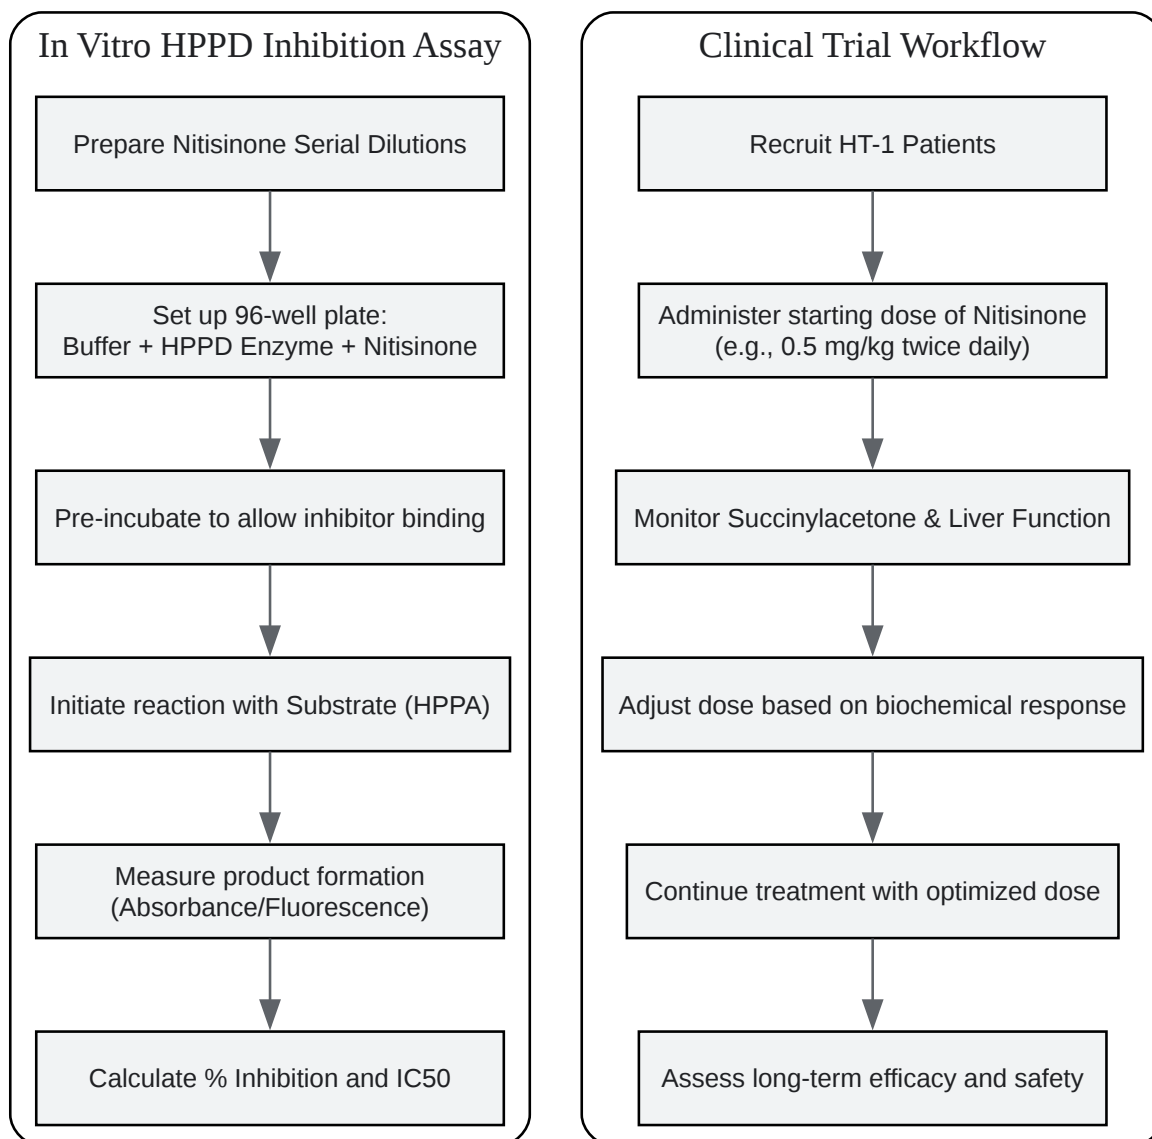 In Vitro HPPD Inhibition Assay
Prepare Nitisinone Serial Dilutions
Set up 96-well plate:
Buffer + HPPD Enzyme + Nitisinone
Pre-incubate to allow inhibitor binding
Initiate reaction with Substrate (HPPA)
Measure product formation
(Absorbance/Fluorescence)
Calculate % Inhibition and IC50
Clinical Trial Workflow
Recruit HT-1 Patients
Administer starting dose of Nitisinone
(e.g., 0.5 mg/kg twice daily)
Monitor Succinylacetone & Liver Function
Adjust dose based on biochemical response
Continue treatment with optimized dose
Assess long-term efficacy and safety